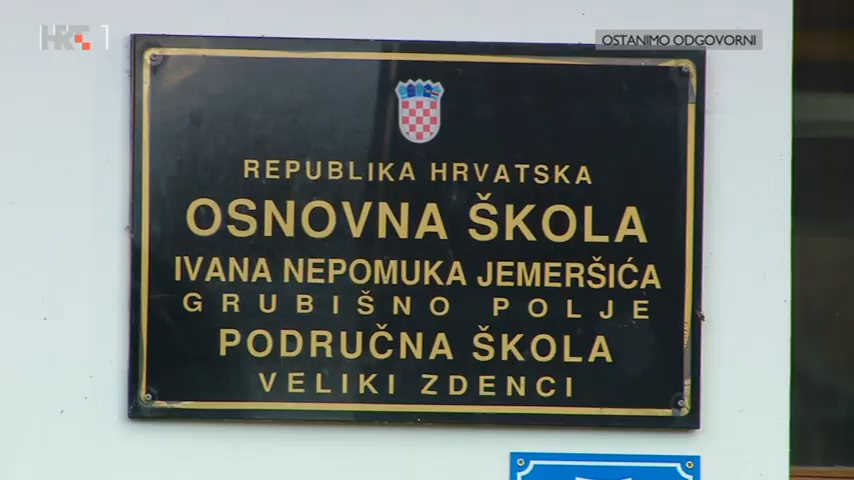 HRT 1
OSTANIMO ODGOVORNI
REPUBLIKA HRVATSKA
OSNOVNA ŠKOLA
IVANA NEPOMUKA JEMERŠIĆA
GRUBIŠNO POLJE
PODRUČNA ŠKOLA
VELIKI ZDENCI